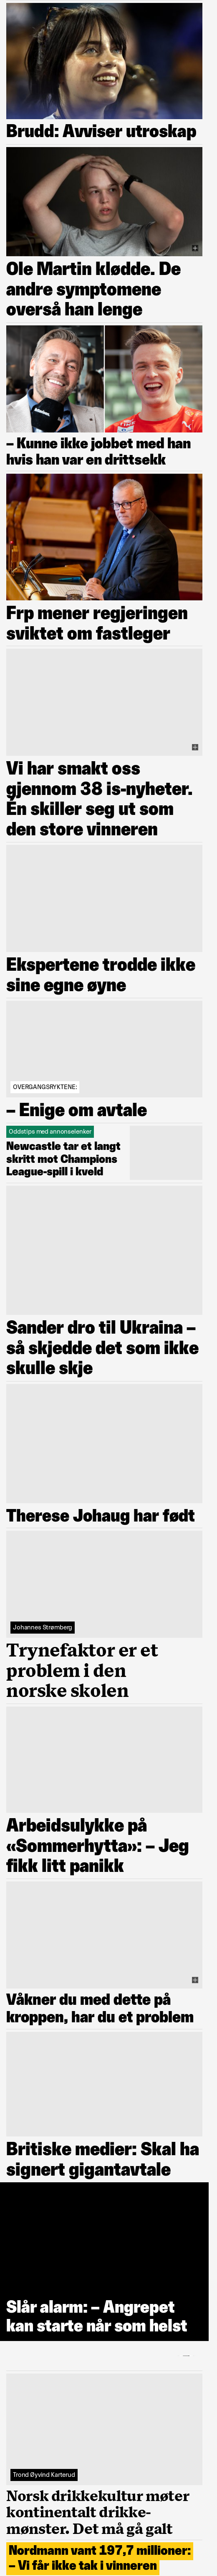 Brudd: Avviser utroskap
Ole Martin klødde. De
andre symptomene
overså han lenge
– Kunne ikke jobbet med han
hvis han var en drittsekk
Frp mener regjeringen
sviktet om fastleger
Vi har smakt oss
gjennom 38 is-nyheter.
Én skiller seg ut som
den store vinneren
Ekspertene trodde ikke
sine egne øyne
OVERGANGSRYKTENE:
– Enige om avtale
Oddstips med annonselenker
Newcastle tar et langt
skritt mot Champions
League-spill i kveld
Sander dro til Ukraina –
så skjedde det som ikke
skulle skje
Therese Johaug har født
Johannes Strømberg
Trynefaktor er et
problem i den
norske skolen
Arbeidsulykke på
«Sommerhytta»: – Jeg
fikk litt panikk
Våkner du med dette på
kroppen, har du et problem
Britiske medier: Skal ha
signert gigantavtale
Slår alarm: – Angrepet
kan starte når som helst
Trond Øyvind Karterud
Norsk drikkekultur møter
kontinentalt drikke-
mønster. Det må gå galt
Nordmann vant 197,7 millioner:
– Vi får ikke tak i vinneren